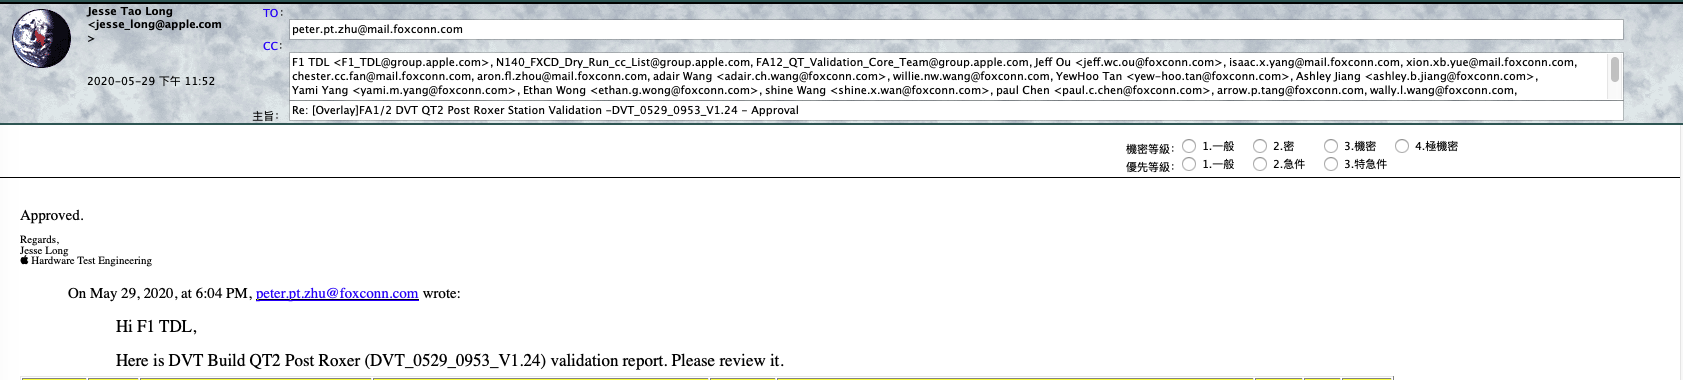 Jesse Tao Long
<jesse_long@apple.com
>
2020-05-29 下午 11:52
TO:
peter.pt.zhu@mail.foxconn.com
CC:
F1 TDL <F1_TDL@group.apple.com>, N140_FXCD_Dry_Run_cc_List@group.apple.com, FA12_QT_Validation_Core_Team@group.apple.com, Jeff Ou <jeff.wc.ou@foxconn.com>, isaac.x.yang@mail.foxconn.com, xion.xb.yue@mail.foxconn.com,
chester.cc.fan@mail.foxconn.com, aron.fl.zhu@mail.foxconn.com, adair Wang <adair.ch.wang@foxconn.com>, willie.nw.wang@foxconn.com, YewHoo Tan <yew-hoo.tan@foxconn.com>, Ashley Jiang <ashley.b.jiang@foxconn.com>,
Yami Yang <yami.m.yang@foxconn.com>, Ethan Wong <ethan.g.wong@foxconn.com>, shine Wang <shine.x.wan@foxconn.com>, paul Chen <paul.c.chen@foxconn.com>, arrow.p.tang@foxconn.com, wally.l.wang@foxconn.com,
主旨:
Re: [Overlay]FA1/2 DVT QT2 Post Roxer Station Validation -DVT_0529_0953_V1.24 - Approval
機密等級: 1.一般 2.密 3.機密 4.極機密
優先等級: 1.一般 2.急件 3.特急件
Approved.
Regards,
Jesse Long
Hardware Test Engineering
On May 29, 2020, at 6:04 PM, peter.pt.zhu@foxconn.com wrote:
Hi F1 TDL,
Here is DVT Build QT2 Post Roxer (DVT_0529_0953_V1.24) validation report. Please review it.